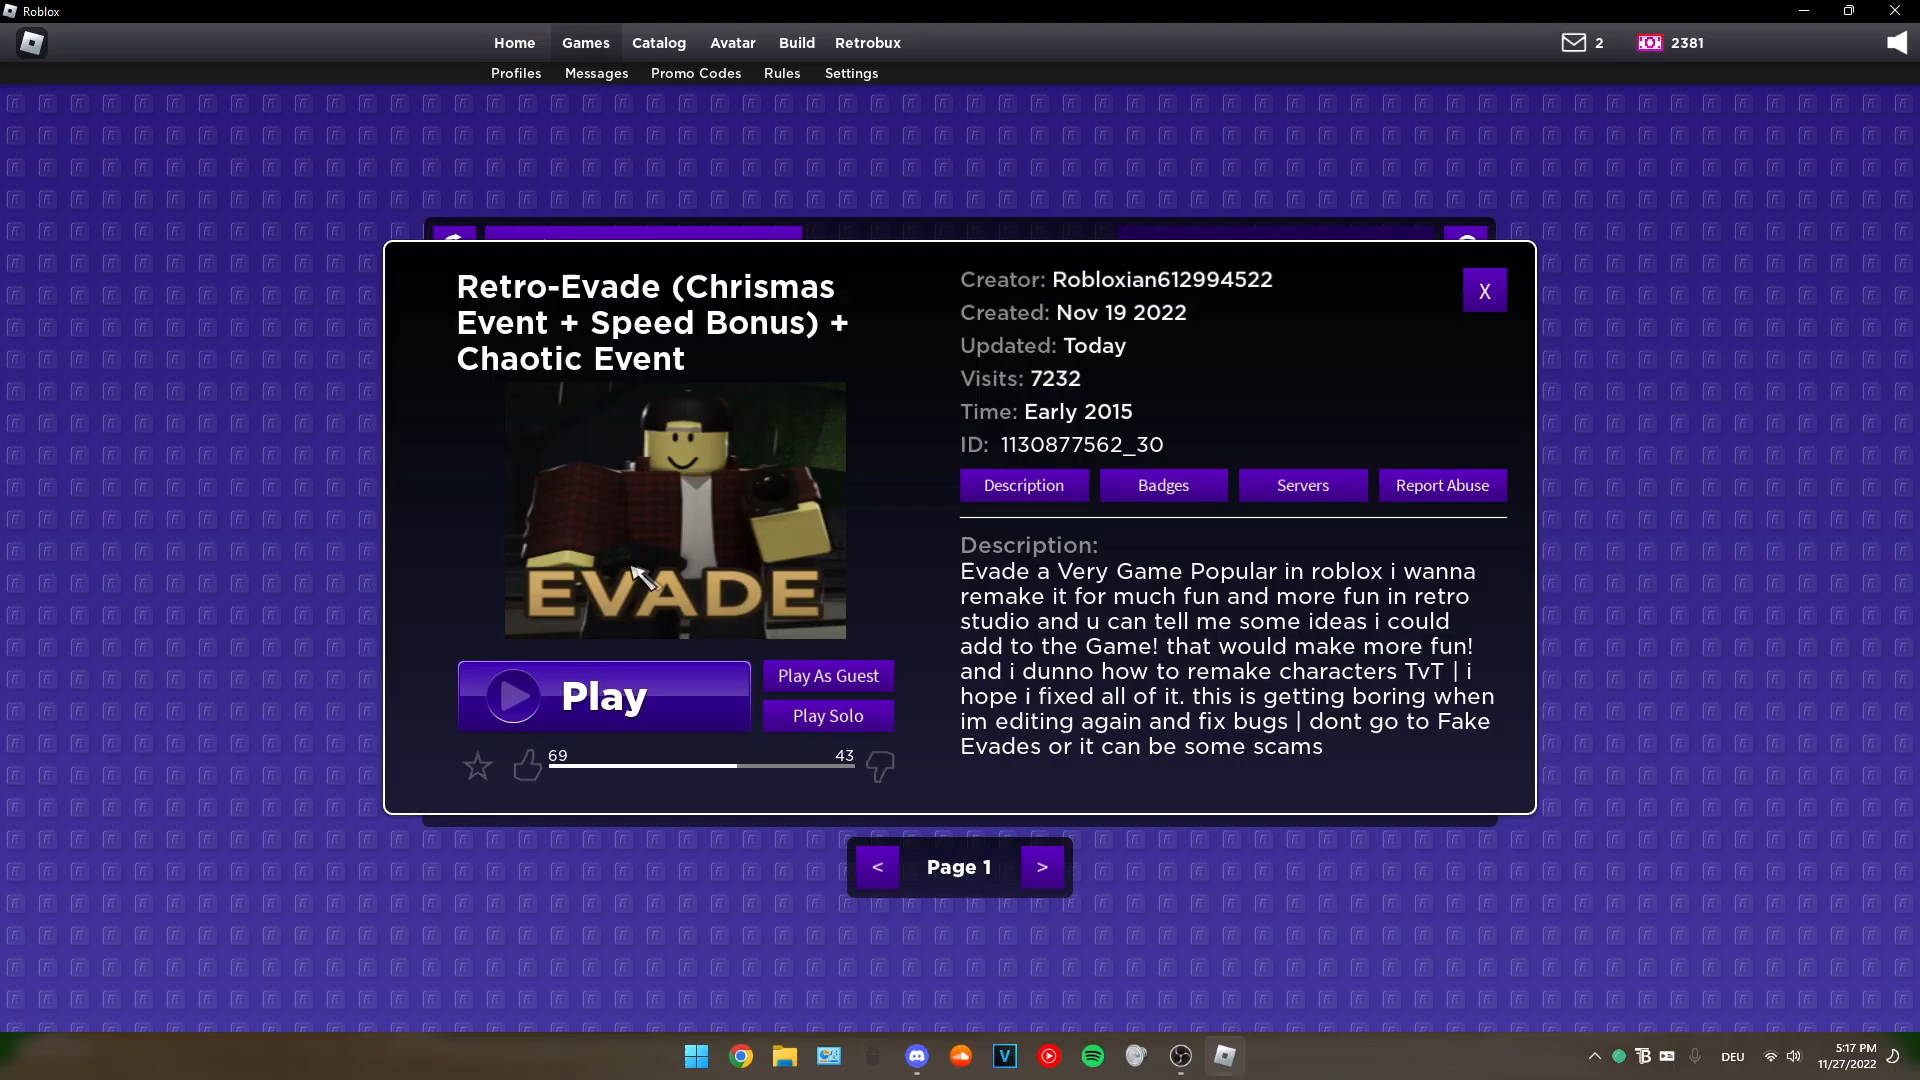 Roblox
Home Games Catalog Avatar Build Retrobux
2 2381
Profiles Messages Promo Codes Rules Settings
Retro-Evade (Chrismas
Event + Speed Bonus) +
Chaotic Event
EVADE
Play
Play As Guest
Play Solo
69 43
Creator: Robloxian612994522
X
Created: Nov 19 2022
Updated: Today
Visits: 7232
Time: Early 2015
ID: 1130877562_30
Description Badges Servers Report Abuse
Description:
Evade a Very Game Popular in roblox i wanna
remake it for much fun and more fun in retro
studio and u can tell me some ideas i could
add to the Game! that would make more fun!
and i dunno how to remake characters TvT | i
hope i fixed all of it. this is getting boring when
im editing again and fix bugs | dont go to Fake
Evades or it can be some scams
< Page 1 >
DEU
5:17 PM
11/27/2022